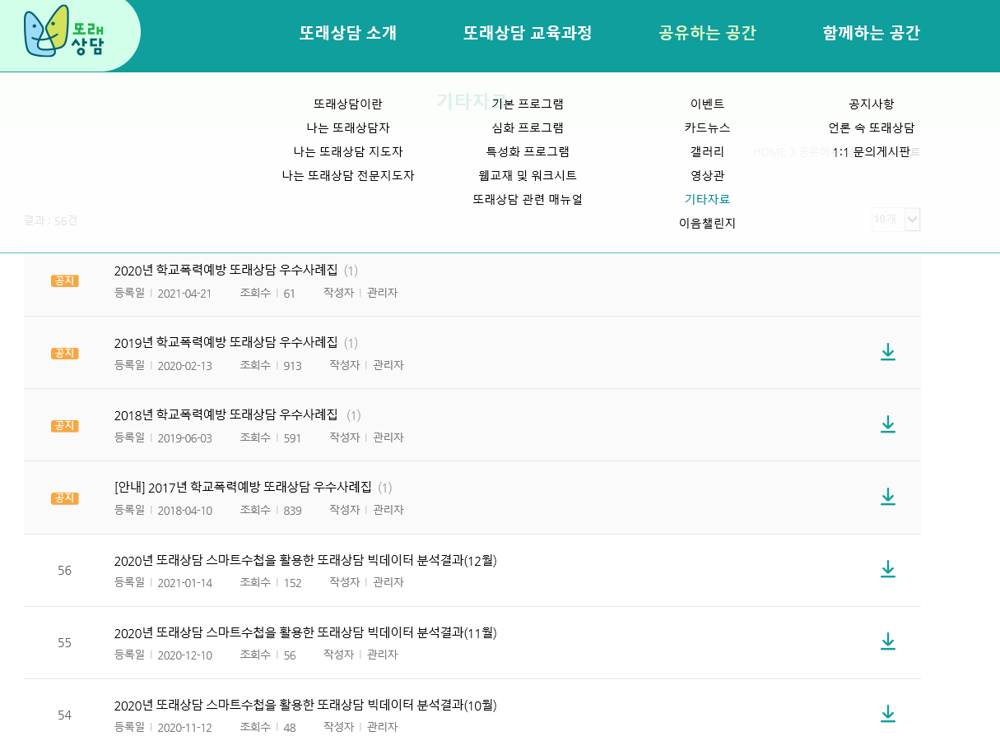 또래
상담
또래상담 소개
또래상담 교육과정
공유하는 공간
함께하는 공간
기타자료
또래상담이란
나는 또래상담자
나는 또래상담 지도자
나는 또래상담 전문지도자
기본 프로그램
심화 프로그램
특성화 프로그램
웹교재 및 워크시트
또래상담 관련 매뉴얼
이벤트
카드뉴스
갤러리
영상관
기타자료
이음챌린지
공지사항
언론 속 또래상담
1:1 문의게시판
HOME > 공유하
결과 : 56건
10개
공지
2020년 학교폭력예방 또래상담 우수사례집 (1)
등록일 | 2021-04-21 조회수 | 61 작성자 | 관리자
공지
2019년 학교폭력예방 또래상담 우수사례집 (1)
등록일 | 2020-02-13 조회수 | 913 작성자 | 관리자
공지
2018년 학교폭력예방 또래상담 우수사례집 (1)
등록일 | 2019-06-03 조회수 | 591 작성자 | 관리자
공지
[안내] 2017년 학교폭력예방 또래상담 우수사례집 (1)
등록일 | 2018-04-10 조회수 | 839 작성자 | 관리자
56
2020년 또래상담 스마트수첩을 활용한 또래상담 빅데이터 분석결과(12월)
등록일 | 2021-01-14 조회수 | 152 작성자 | 관리자
55
2020년 또래상담 스마트수첩을 활용한 또래상담 빅데이터 분석결과(11월)
등록일 | 2020-12-10 조회수 | 56 작성자 | 관리자
54
2020년 또래상담 스마트수첩을 활용한 또래상담 빅데이터 분석결과(10월)
등록일 | 2020-11-12 조회수 | 48 작성자 | 관리자